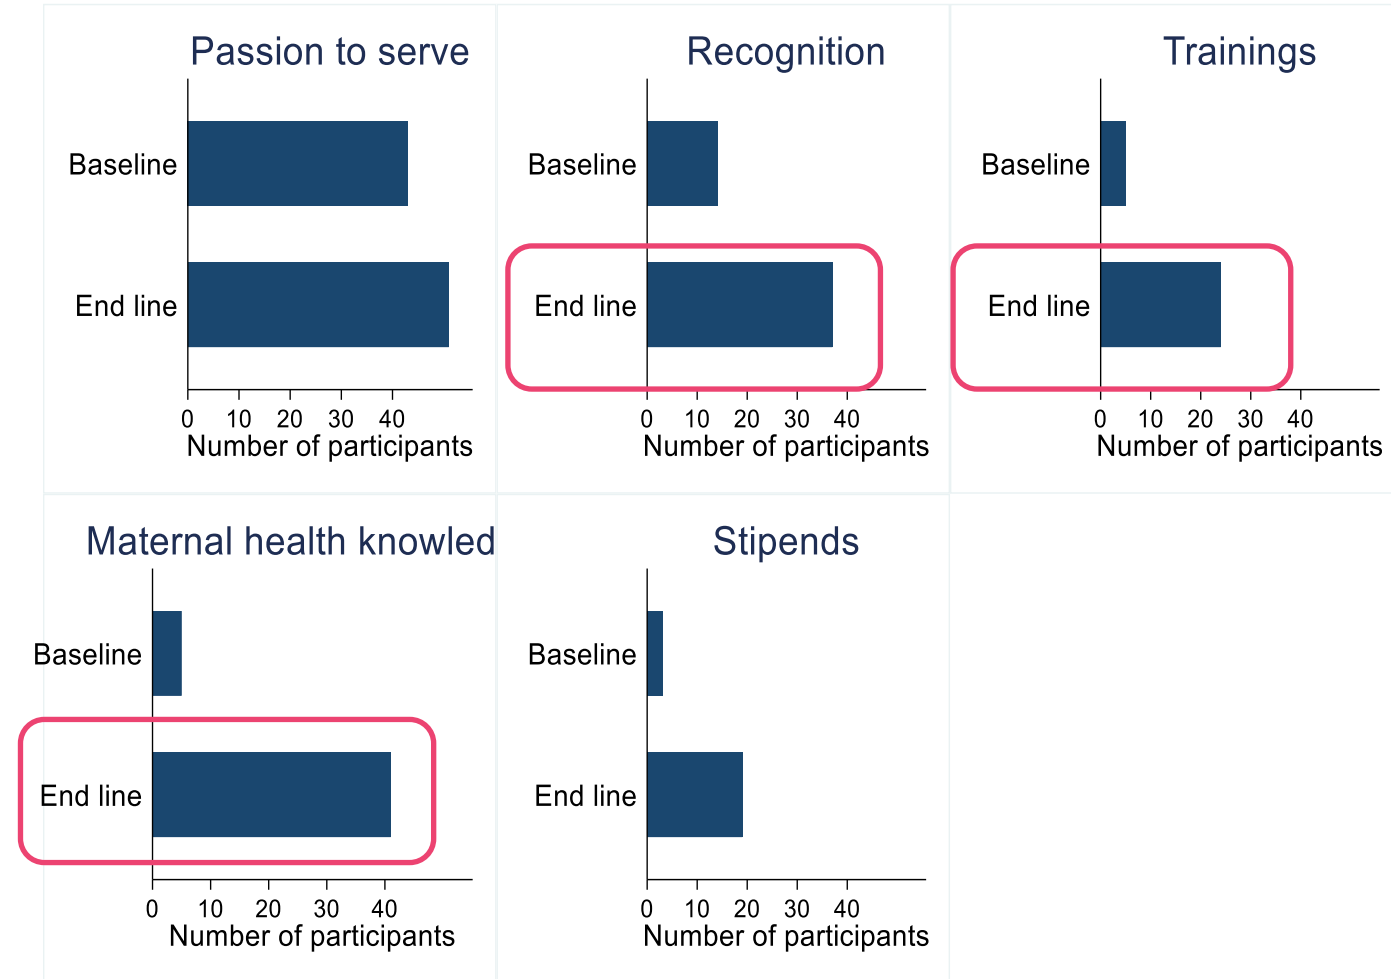 Passion to serve
Baseline
End line
0 10 20 30 40
Number of participants
Recognition
Baseline
End line
0 10 20 30 40
Number of participants
Trainings
Baseline
End line
0 10 20 30 40
Number of participants
Maternal health knowled
Baseline
End line
0 10 20 30 40
Number of participants
Stipends
Baseline
End line
0 10 20 30 40
Number of participants